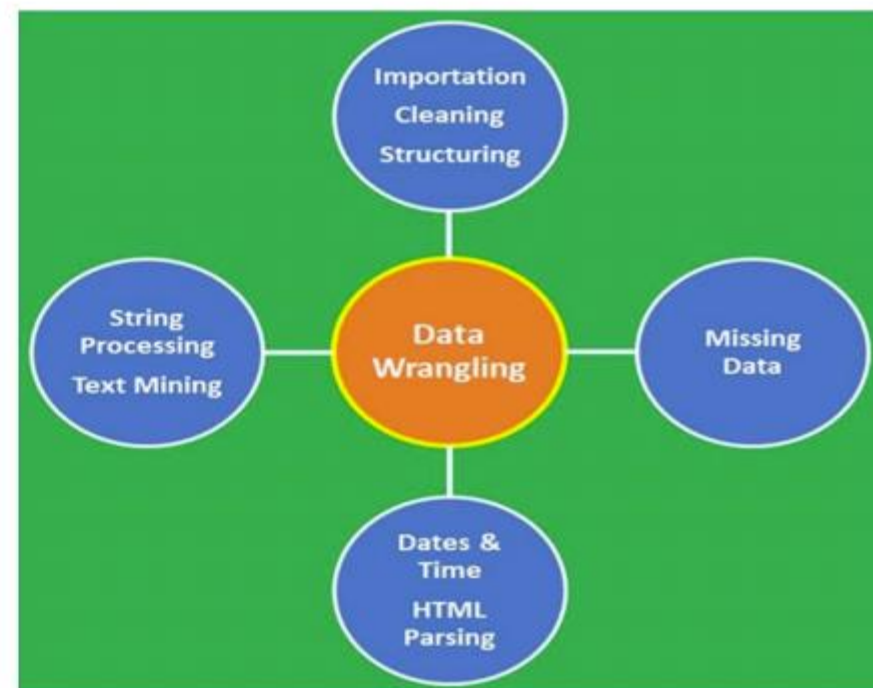 Importation
Cleaning
Structuring
String
Processing
Text Mining
Data
Wrangling
Missing
Data
Dates &
Time
HTML
Parsing